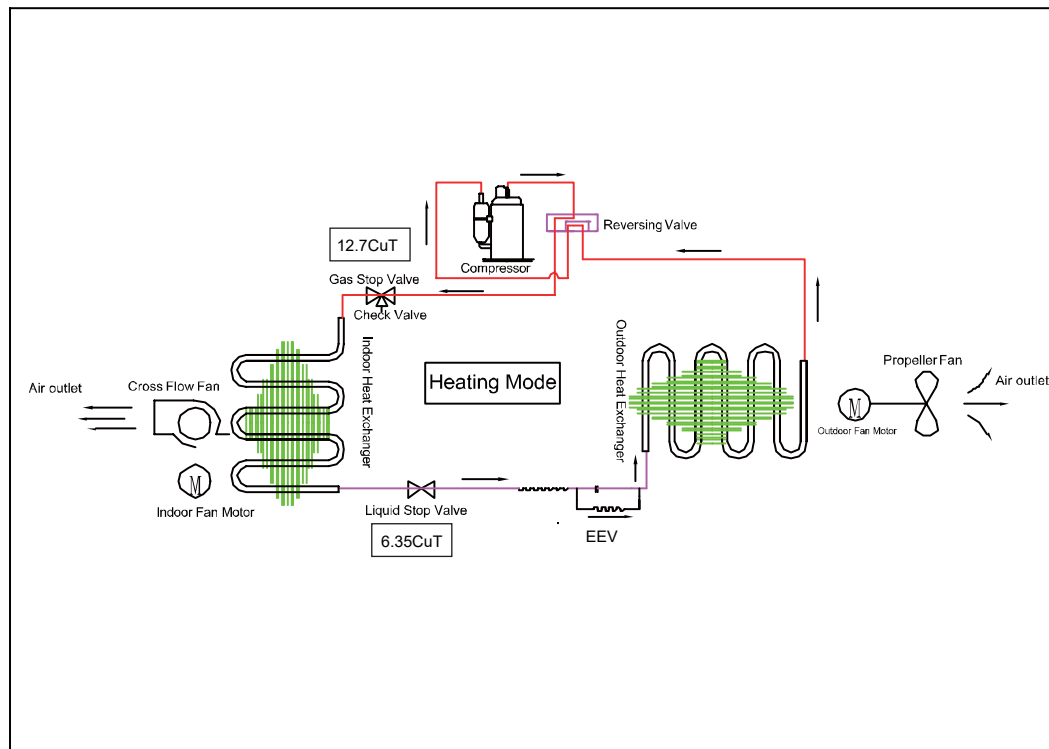 Reversing Valve
12.7CuT
Compressor
Gas Stop Valve
Check Valve
Indoor Heat Exchanger
Outdoor Heat Exchanger
Heating Mode
Propeller Fan
Air outlet
Air outlet
Cross Flow Fan
M
Outdoor Fan Motor
M
Indoor Fan Motor
Liquid Stop Valve
6.35CuT
EEV